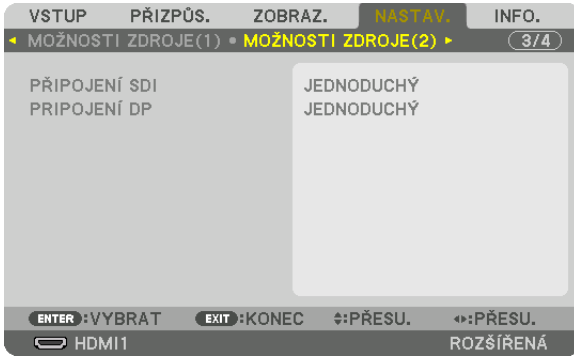 VSTUP PŘIZPŮS. ZOBRAZ. NASTAV. INFO.
◂ MOŽNOSTI ZDROJE(1) • MOŽNOSTI ZDROJE(2) ▸ 3/4
PŘIPOJENÍ SDI JEDNODUCHÝ
PRIPOJENÍ DP JEDNODUCHÝ
ENTER :VYBRAT EXIT :KONEC :PŘESU. :PŘESU.
HDMI1 ROZŠÍŘENÁ